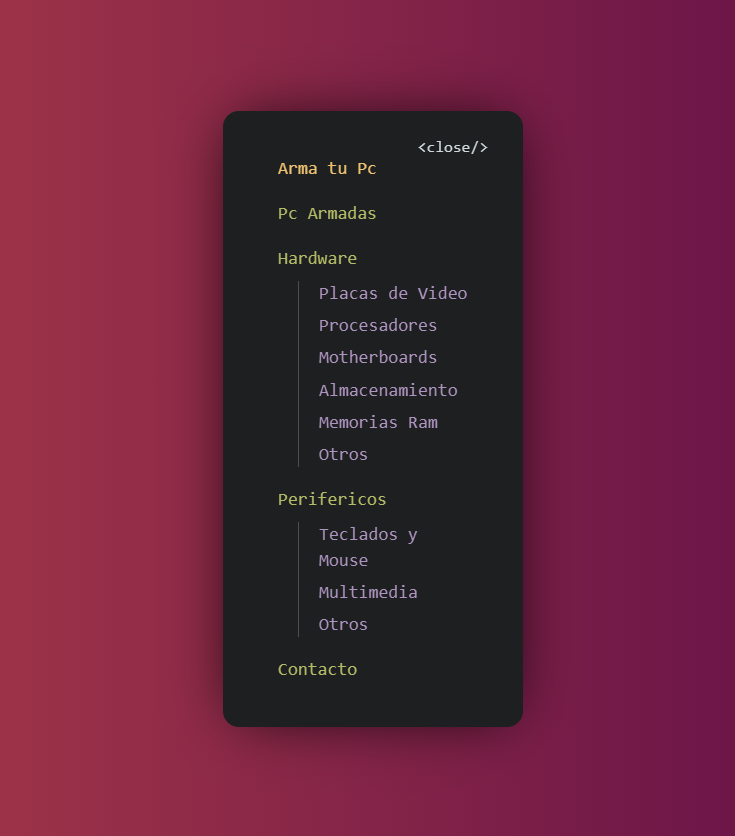 <close/>
Arma tu Pc
Pc Armadas
Hardware
Placas de Video
Procesadores
Motherboards
Almacenamiento
Memorias Ram
Otros
Perifericos
Teclados y
Mouse
Multimedia
Otros
Contacto